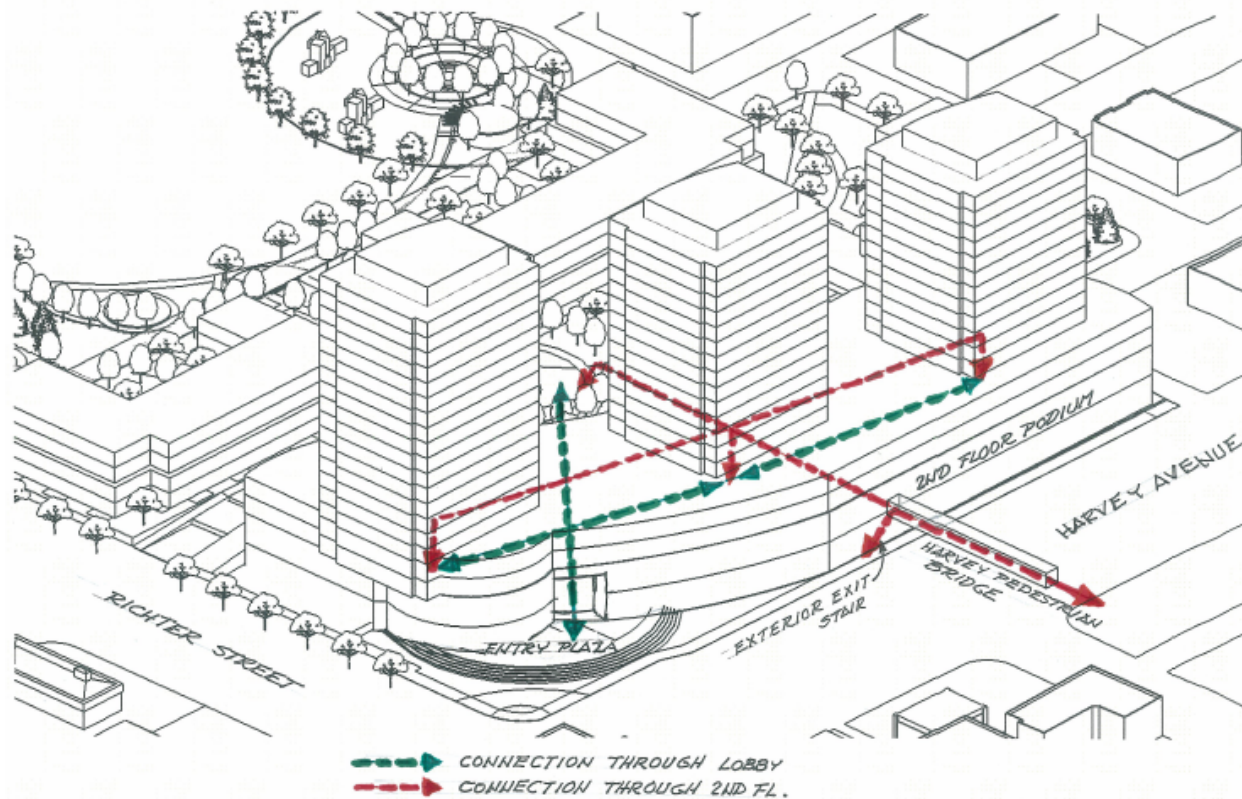 2ND FLOOR PODIUM
HARVEY AVENUE
HARVEY PEDESTRIAN
BRIDGE
EXTERIOR EXIT
STAIR
RICHTER STREET
ENTRY PLAZA
CONNECTION THROUGH LOBBY
CONNECTION THROUGH 2ND FL.